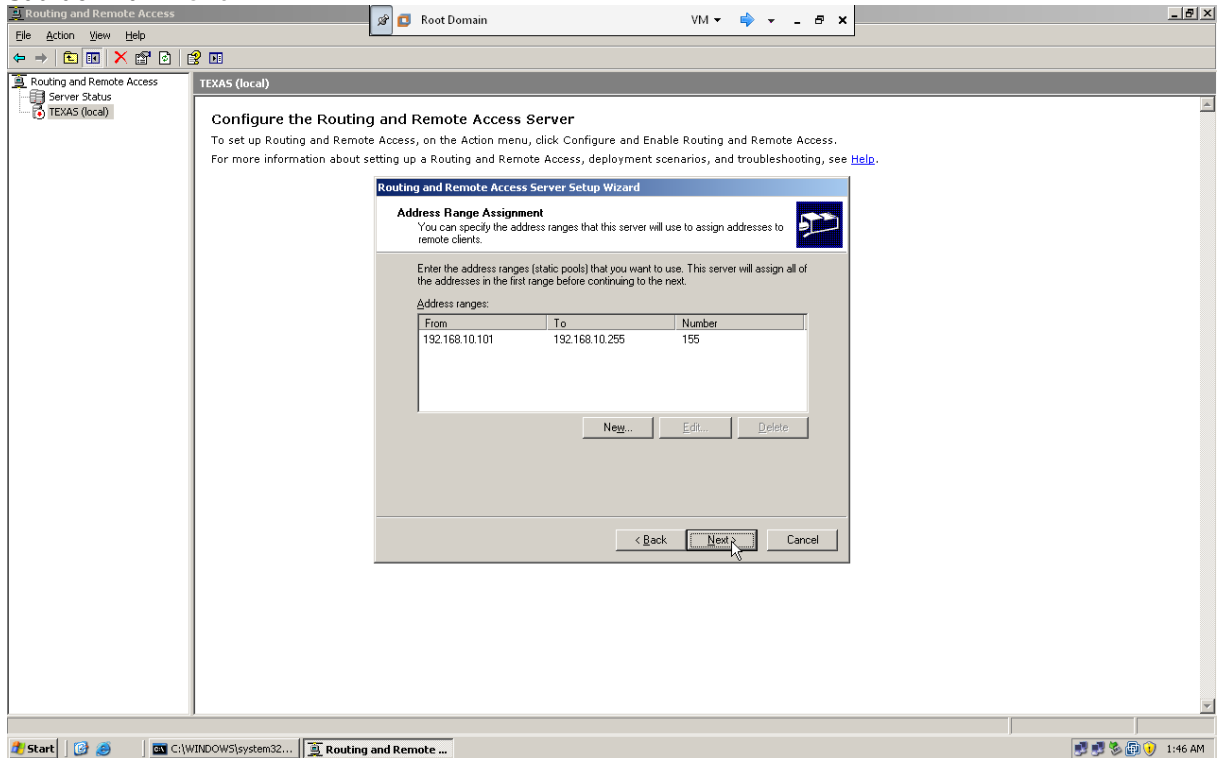 Routing and Remote Access
Root Domain
VM
File Action View Help
Routing and Remote Access
Server Status
TEXAS (local)
TEXAS (local)
Configure the Routing and Remote Access Server
To set up Routing and Remote Access, on the Action menu, click Configure and Enable Routing and Remote Access.
For more information about setting up a Routing and Remote Access, deployment scenarios, and troubleshooting, see Help.
Routing and Remote Access Server Setup Wizard
Address Range Assignment
You can specify the address ranges that this server will use to assign addresses to
remote clients.
Enter the address ranges (static pools) that you want to use. This server will assign all of
the addresses in the first range before continuing to the next.
Address ranges:
From To Number
192.168.10.101 192.168.10.255 155
New... Edit... Delete
< Back Next > Cancel
Start C:\WINDOWS\system32... Routing and Remote ... 1:46 AM